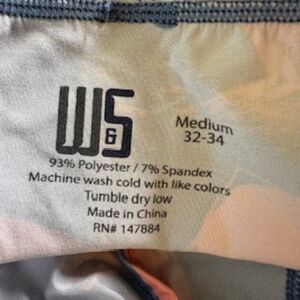 W&S
Medium
32-34
93% Polyester / 7% Spandex
Machine wash cold with like colors
Tumble dry low
Made in China
RN# 147884